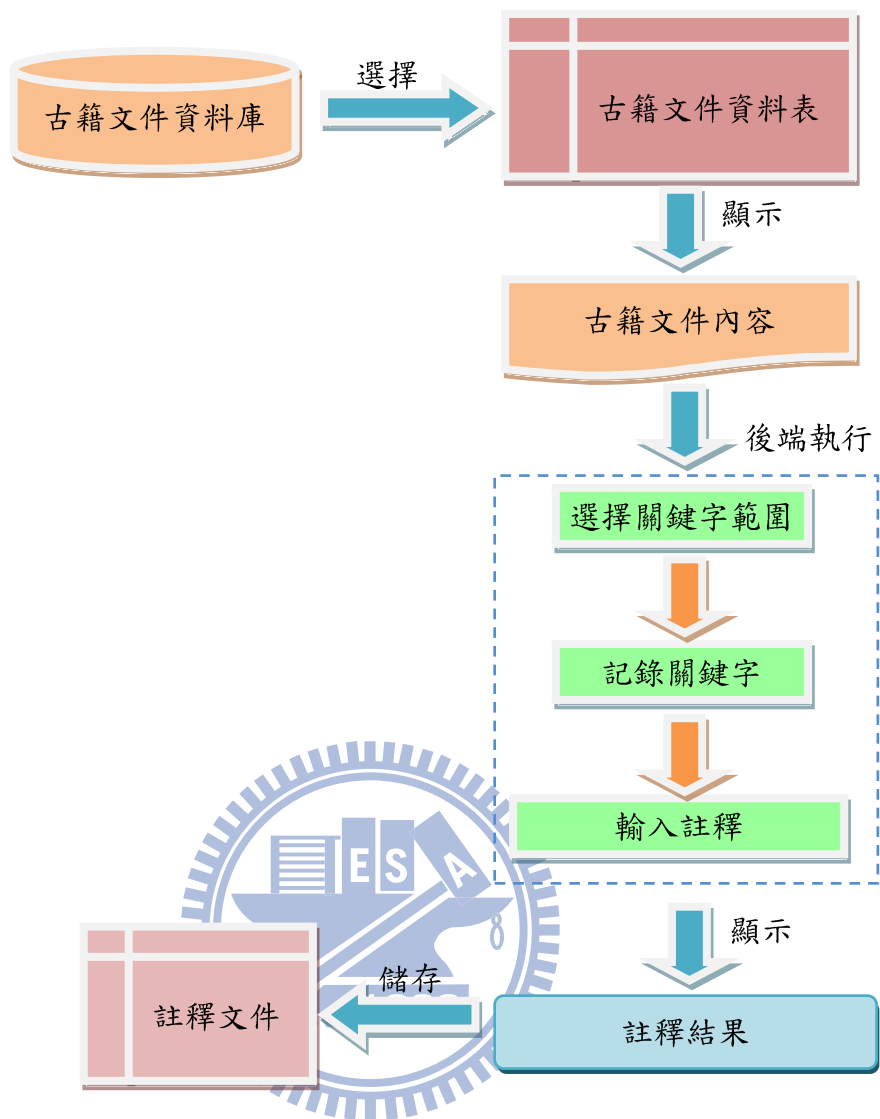 古籍文件資料庫
選擇
古籍文件資料表
顯示
古籍文件內容
後端執行
選擇關鍵字範圍
記錄關鍵字
輸入註釋
E S A
顯示
儲存
註釋文件
註釋結果